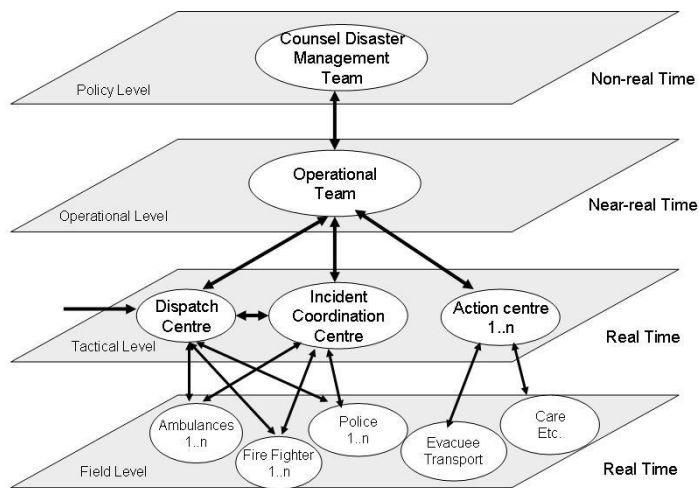 Counsel Disaster
Management
Team
Policy Level
Non-real Time
Operational
Team
Operational Level
Near-real Time
Dispatch
Centre
Incident
Coordination
Centre
Action centre
1..n
Tactical Level
Real Time
Ambulances
1..n
Fire Fighter
1..n
Police
1..n
Evacuee
Transport
Care
Etc.
Field Level
Real Time